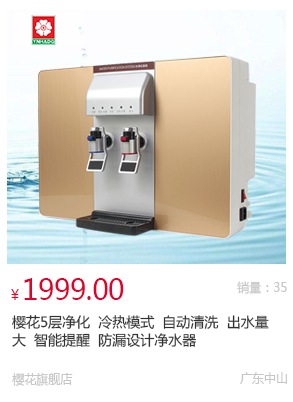 ¥ 1999.00
销量：35
樱花5层净化 冷热模式 自动清洗 出水量
大 智能提醒 防漏设计净水器
樱花旗舰店
广东中山